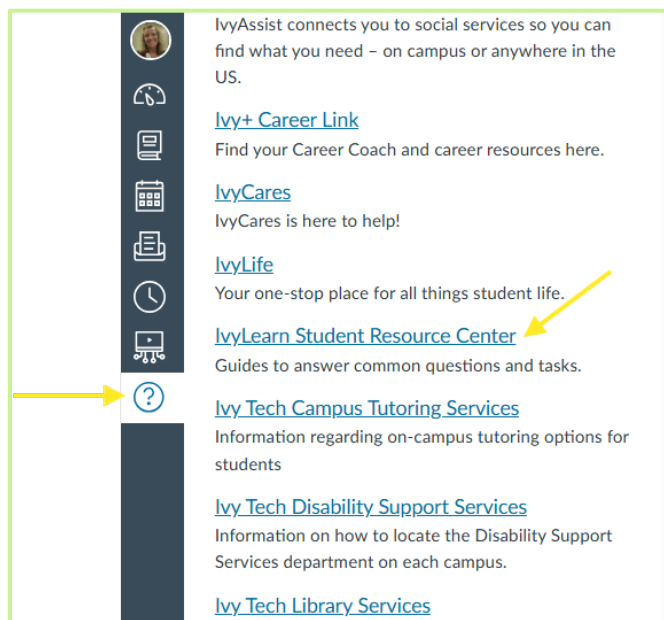 IvyAssist connects you to social services so you can
find what you need – on campus or anywhere in the
US.
Ivy+ Career Link
Find your Career Coach and career resources here.
IvyCares
IvyCares is here to help!
IvyLife
Your one-stop place for all things student life.
IvyLearn Student Resource Center
Guides to answer common questions and tasks.
Ivy Tech Campus Tutoring Services
Information regarding on-campus tutoring options for
students
Ivy Tech Disability Support Services
Information on how to locate the Disability Support
Services department on each campus.
Ivy Tech Library Services